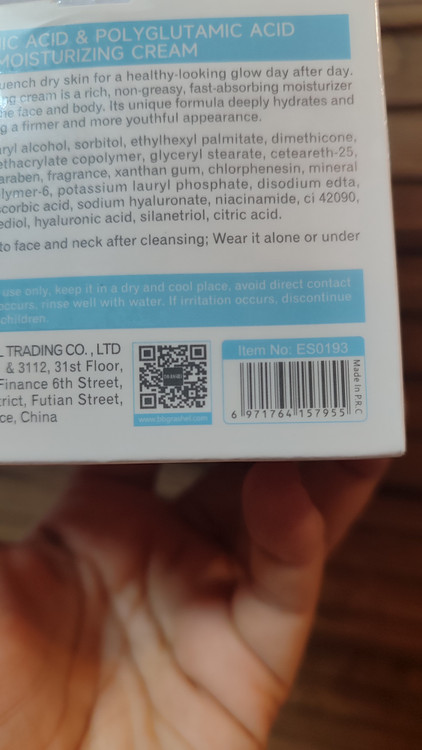 IC ACID & POLYGLUTAMIC ACID
MOISTURIZING CREAM
uench dry skin for a healthy-looking glow day after day.
ng cream is a rich, non-greasy, fast-absorbing moisturizer
he face and body. Its unique formula deeply hydrates and
g a firmer and more youthful appearance.
aryl alcohol, sorbitol, ethylhexyl palmitate, dimethicone,
ethacrylate copolymer, glyceryl stearate, ceteareth-25,
araben, fragrance, xanthan gum, chlorphenesin, mineral
lymer-6, potassium lauryl phosphate, disodium edta,
scorbic acid, sodium hyaluronate, niacinamide, ci 42090,
ediol, hyaluronic acid, silanetriol, citric acid.
to face and neck after cleansing; Wear it alone or under
use only, keep it in a dry and cool place, avoid direct contact
occurs, rinse well with water. If irritation occurs, discontinue
children.
L TRADING CO., LTD
& 3112, 31st Floor,
Finance 6th Street,
trict, Futian Street,
ce, China
Item No: ES0193
6 971764 157955
Made In P.R.C